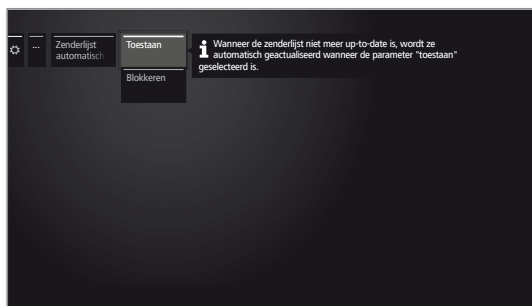 ...
Zenderlijst
automatisch
Toestaan
Blokkeren
i Wanneer de zenderlijst niet meer up-to-date is, wordt ze
automatisch geactualiseerd wanneer de parameter "toestaan"
geselecteerd is.